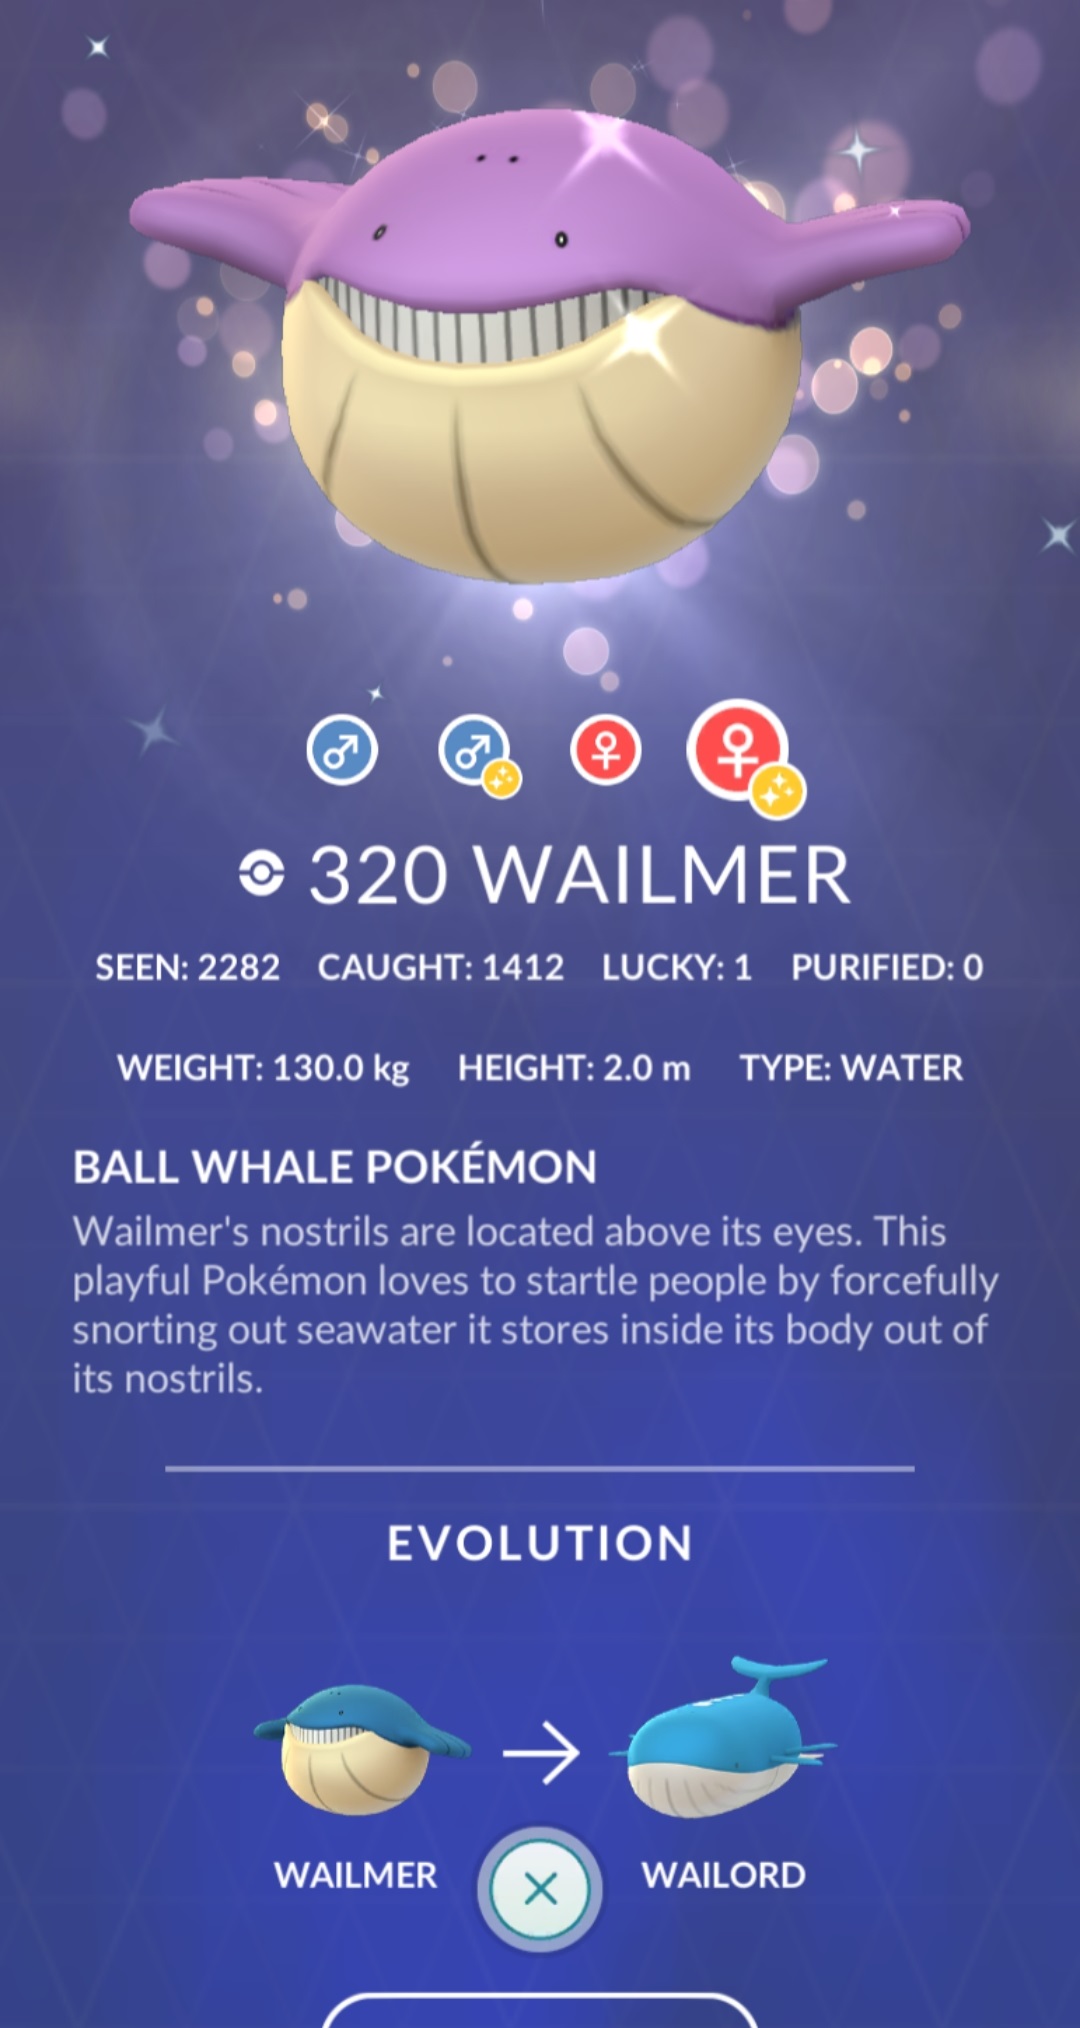 320 WAILMER
SEEN: 2282 CAUGHT: 1412 LUCKY: 1 PURIFIED: 0
WEIGHT: 130.0 kg HEIGHT: 2.0 m TYPE: WATER
BALL WHALE POKÉMON
Wailmer's nostrils are located above its eyes. This
playful Pokémon loves to startle people by forcefully
snorting out seawater it stores inside its body out of
its nostrils.
EVOLUTION
WAILMER WAILORD